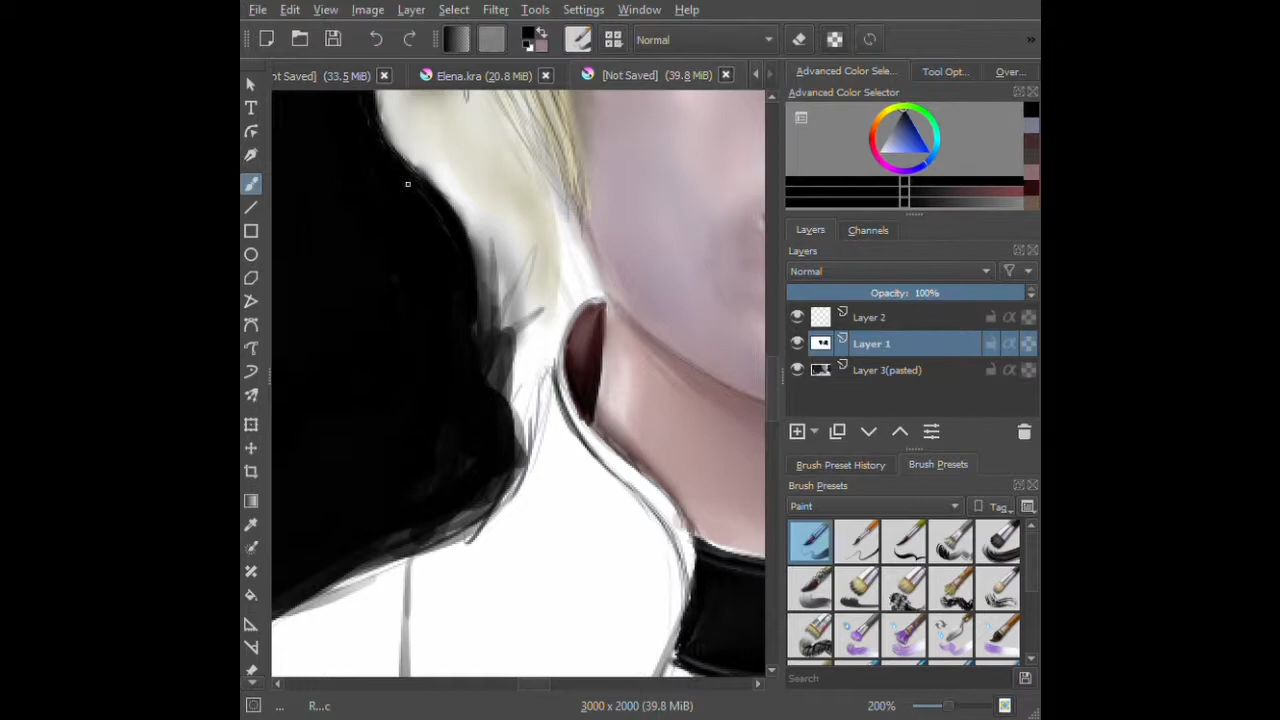 File Edit View Image Layer Select Filter Tools Settings Window Help
Normal
ot Saved] (33.5 MiB) Elena.kra (20.8 MiB) [Not Saved] (39.8 MiB)
Advanced Color Sele... Tool Opt... Over...
Advanced Color Selector
Layers Channels
Layers
Normal
Opacity: 100%
Layer 2
Layer 1
Layer 3(pasted)
Brush Preset History Brush Presets
Brush Presets
Paint Tag
Search
... R...c 3000 x 2000 (39.8 MiB) 200%